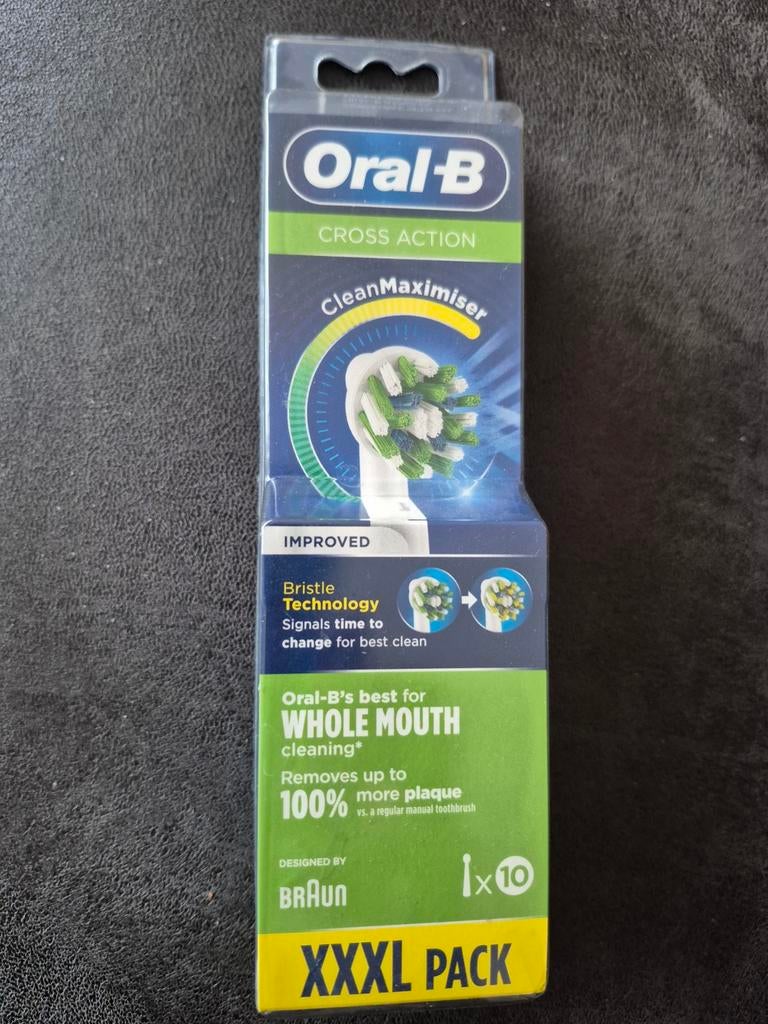 Oral-B
CROSS ACTION
CleanMaximiser
IMPROVED
Bristle
Technology
Signals time to
change for best clean
Oral-B's best for
WHOLE MOUTH
cleaning*
Removes up to
100% more plaque
vs. a regular manual toothbrush
DESIGNED BY
BRAUN
x 10
XXXL PACK